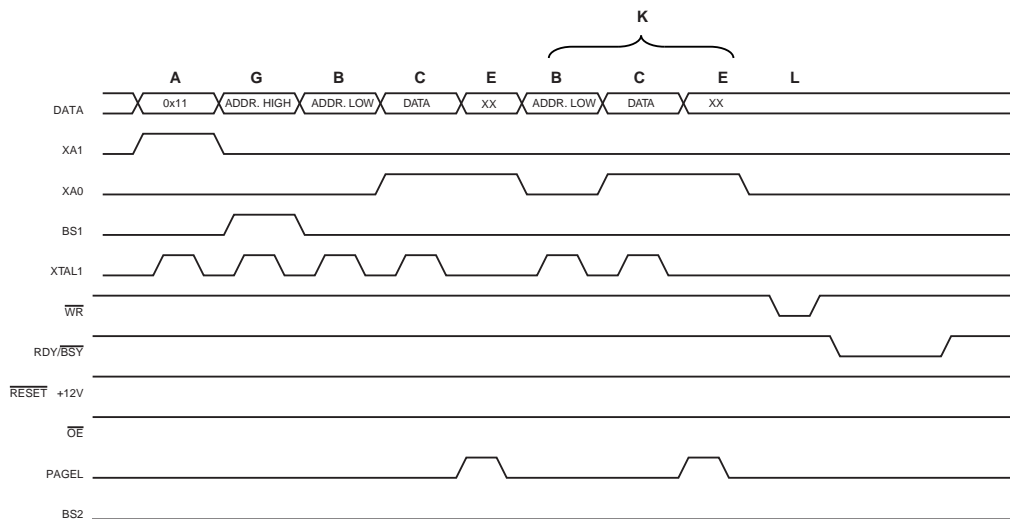 K
A G B C E B C E L
DATA 0x11 ADDR. HIGH ADDR. LOW DATA XX ADDR. LOW DATA XX
XA1
XA0
BS1
XTAL1
WR
RDY/BSY
RESET +12V
OE
PAGEL
BS2